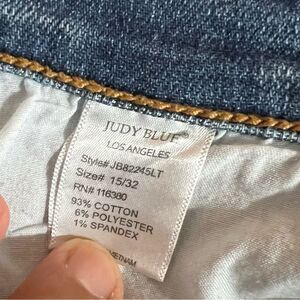 JUDY BLUE
LOS ANGELES
Style# JB82245LT
Size# 15/32
RN# 116380
93% COTTON
6% POLYESTER
1% SPANDEX